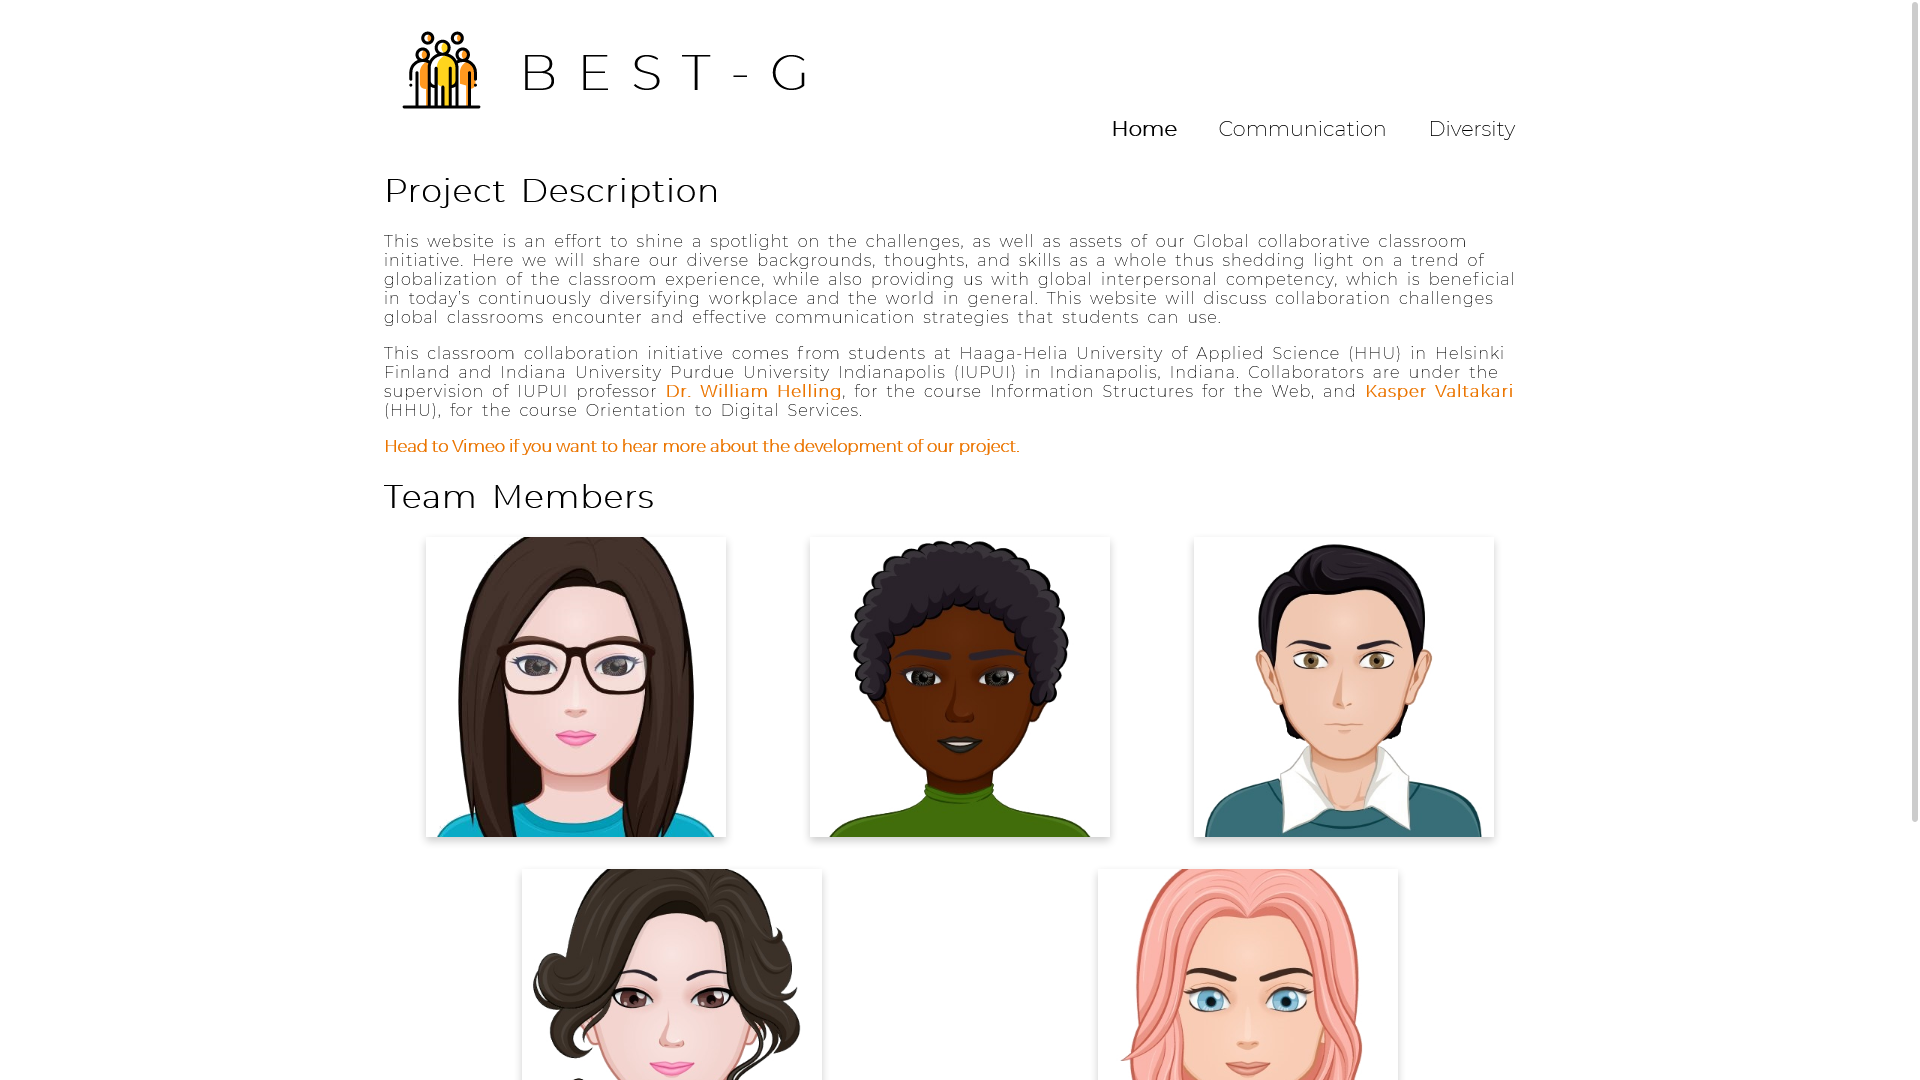 BEST-G
Home Communication Diversity
Project Description
This website is an effort to shine a spotlight on the challenges, as well as assets of our Global collaborative classroom
initiative. Here we will share our diverse backgrounds, thoughts, and skills as a whole thus shedding light on a trend of
globalization of the classroom experience, while also providing us with global interpersonal competency, which is beneficial
in today’s continuously diversifying workplace and the world in general. This website will discuss collaboration challenges
global classrooms encounter and effective communication strategies that students can use.
This classroom collaboration initiative comes from students at Haaga-Helia University of Applied Science (HHU) in Helsinki
Finland and Indiana University Purdue University Indianapolis (IUPUI) in Indianapolis, Indiana. Collaborators are under the
supervision of IUPUI professor Dr. William Helling, for the course Information Structures for the Web, and Kasper Valtakari
(HHU), for the course Orientation to Digital Services.
Head to Vimeo if you want to hear more about the development of our project.
Team Members